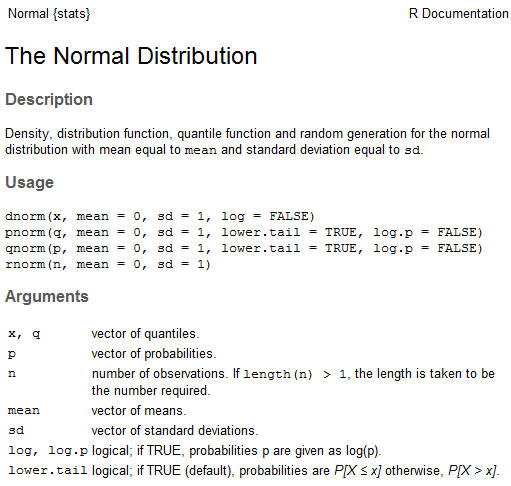 Normal {stats} R Documentation
The Normal Distribution
Description
Density, distribution function, quantile function and random generation for the normal
distribution with mean equal to mean and standard deviation equal to sd.
Usage
dnorm(x, mean = 0, sd = 1, log = FALSE)
pnorm(q, mean = 0, sd = 1, lower.tail = TRUE, log.p = FALSE)
qnorm(p, mean = 0, sd = 1, lower.tail = TRUE, log.p = FALSE)
rnorm(n, mean = 0, sd = 1)
Arguments
x, q vector of quantiles.
p vector of probabilities.
n number of observations. If length(n) > 1, the length is taken to be
the number required.
mean vector of means.
sd vector of standard deviations.
log, log.p logical; if TRUE, probabilities p are given as log(p).
lower.tail logical; if TRUE (default), probabilities are P[X ≤ x] otherwise, P[X > x].